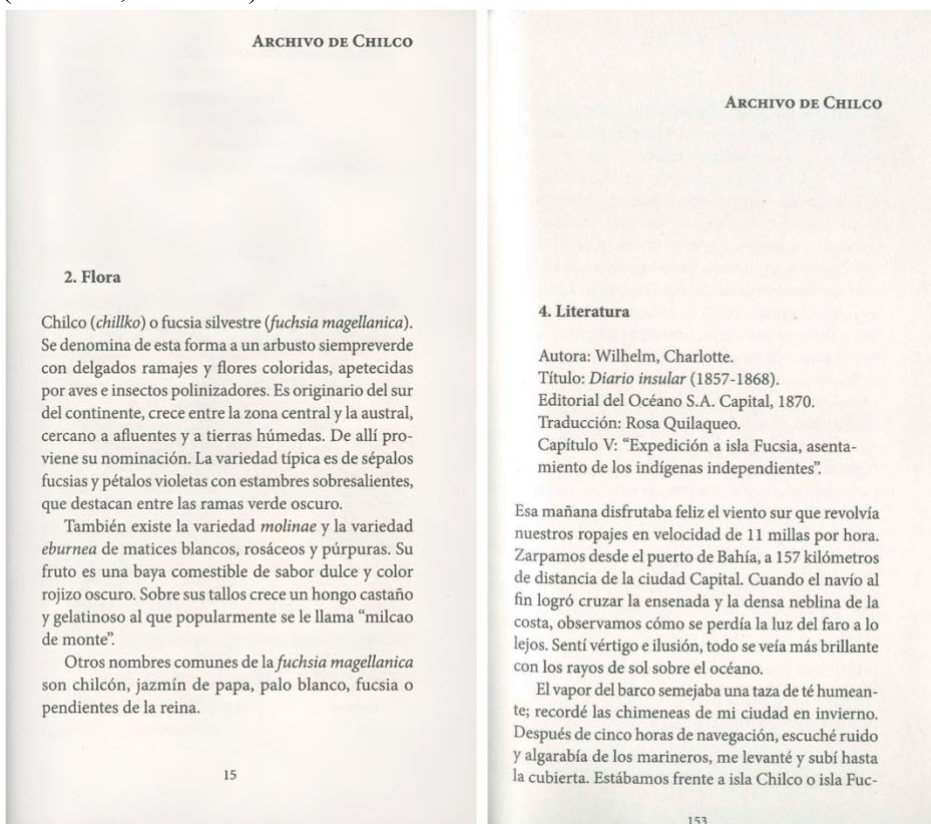 ARCHIVO DE CHILCO
2. Flora
Chilco (chillko) o fucsia silvestre (fuchsia magellanica).
Se denomina de esta forma a un arbusto siempreverde
con delgados ramajes y flores coloridas, apetecidas
por aves e insectos polinizadores. Es originario del sur
del continente, crece entre la zona central y la austral,
cercano a afluentes y a tierras húmedas. De allí pro-
viene su nominación. La variedad típica es de sépalos
fucsias y pétalos violetas con estambres sobresalientes,
que destacan entre las ramas verde oscuro.
También existe la variedad molinae y la variedad
eburnea de matices blancos, rosáceos y púrpuras. Su
fruto es una baya comestible de sabor dulce y color
rojizo oscuro. Sobre sus tallos crece un hongo castaño
y gelatinoso al que popularmente se le llama “milcao
de monte”.
Otros nombres comunes de la fuchsia magellanica
son chilcón, jazmín de papa, palo blanco, fucsia o
pendientes de la reina.
15
ARCHIVO DE CHILCO
4. Literatura
Autora: Wilhelm, Charlotte.
Título: Diario insular (1857-1868).
Editorial del Océano S.A. Capital, 1870.
Traducción: Rosa Quilaqueo.
Capítulo V: “Expedición a isla Fucsia, asenta-
miento de los indígenas independientes”.
Esa mañana disfrutaba feliz el viento sur que revolvía
nuestros ropajes en velocidad de 11 millas por hora.
Zarpamos desde el puerto de Bahía, a 157 kilómetros
de distancia de la ciudad Capital. Cuando el navío al
fin logró cruzar la ensenada y la densa neblina de la
costa, observamos cómo se perdía la luz del faro a lo
lejos. Sentí vértigo e ilusión, todo se veía más brillante
con los rayos de sol sobre el océano.
El vapor del barco semejaba una taza de té humean-
te; recordé las chimeneas de mi ciudad en invierno.
Después de cinco horas de navegación, escuché ruido
y algarabía de los marineros, me levanté y subí hasta
la cubierta. Estábamos frente a isla Chilco o isla Fuc-
153